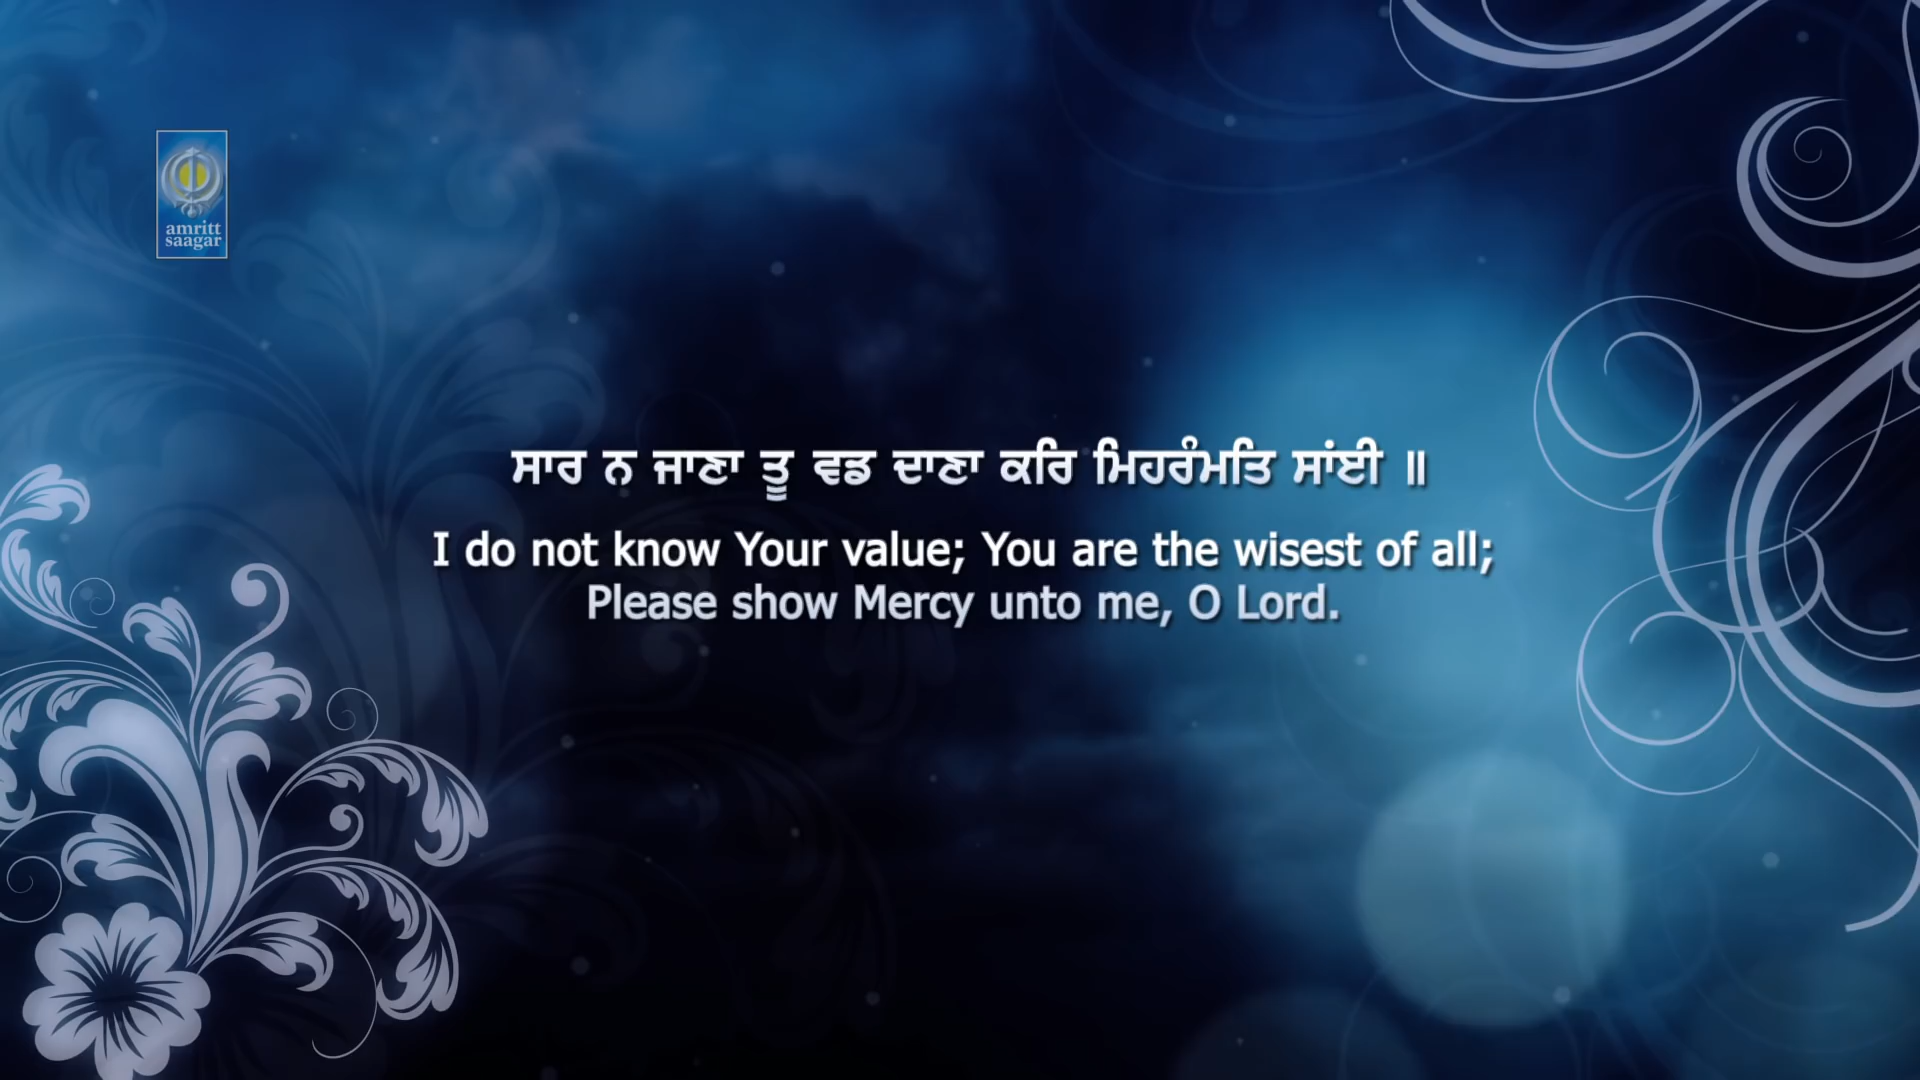 amritt
saagar
ਸਾਰ ਨ ਜਾਣਾ ਤੂ ਵਡ ਦਾਣਾ ਕਰਿ ਮਿਹਰੰਮਤਿ ਸਾਂਈ ॥
I do not know Your value; You are the wisest of all;
Please show Mercy unto me, O Lord.